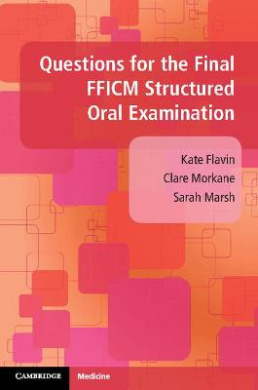 Questions for the Final
FFICM Structured
Oral Examination
Kate Flavin
Clare Morkane
Sarah Marsh
CAMBRIDGE
Medicine